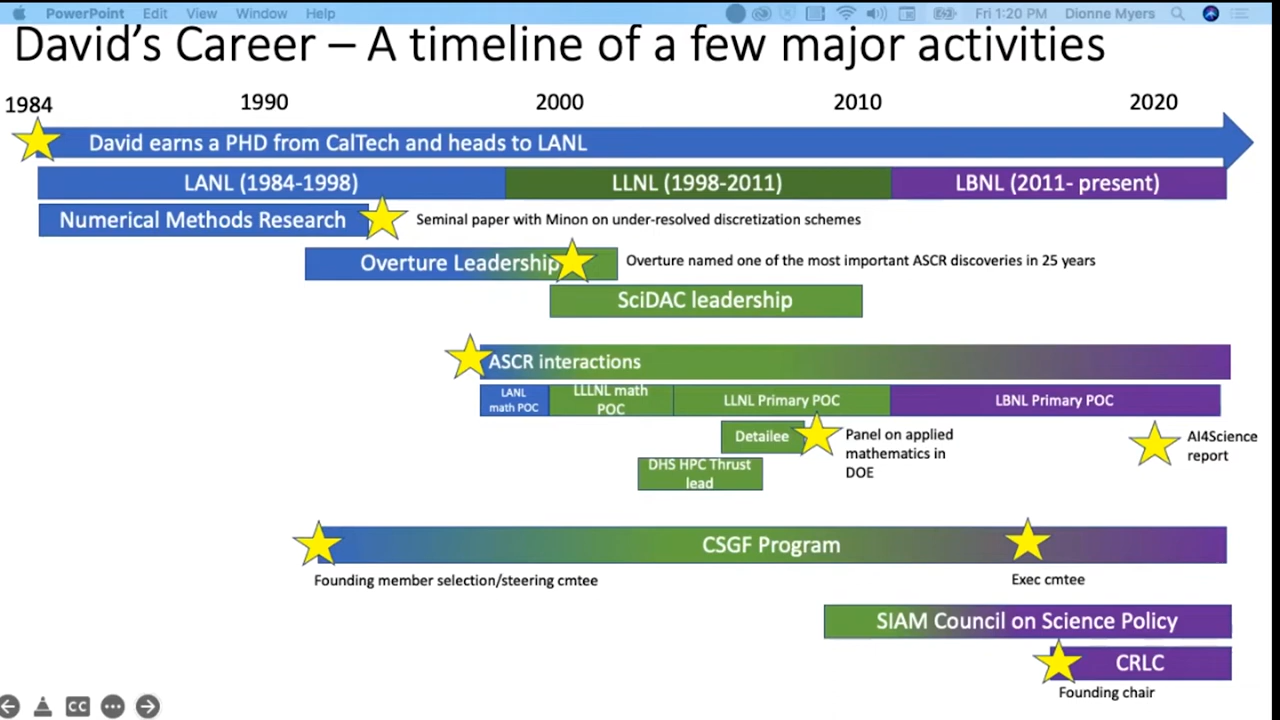 PowerPoint Edit View Window Help Fri 1:20 PM Dionne Myers
David's Career – A timeline of a few major activities
1984 1990 2000 2010 2020
David earns a PHD from CalTech and heads to LANL
LANL (1984-1998) LLNL (1998-2011) LBNL (2011- present)
Numerical Methods Research Seminal paper with Minon on under-resolved discretization schemes
Overture Leadership Overture named one of the most important ASCR discoveries in 25 years
SciDAC leadership
ASCR interactions
LANL
math POC
LLLNL math
POC
LLNL Primary POC
LBNL Primary POC
Detailee
Panel on applied
mathematics in
DOE
AI4Science
report
DHS HPC Thrust
lead
CSGF Program
Founding member selection/steering cmtee
Exec cmtee
SIAM Council on Science Policy
CRLC
Founding chair
CC